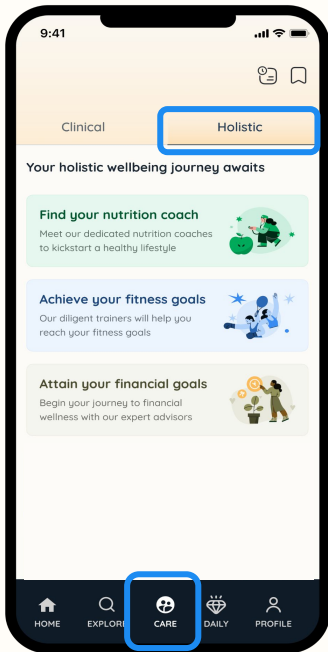 9:41
Clinical
Holistic
Your holistic wellbeing journey awaits
Find your nutrition coach
Meet our dedicated nutrition coaches
to kickstart a healthy lifestyle
Achieve your fitness goals
Our diligent trainers will help you
reach your fitness goals
Attain your financial goals
Begin your journey to financial
wellness with our expert advisors
HOME
EXPLORE
CARE
DAILY
PROFILE